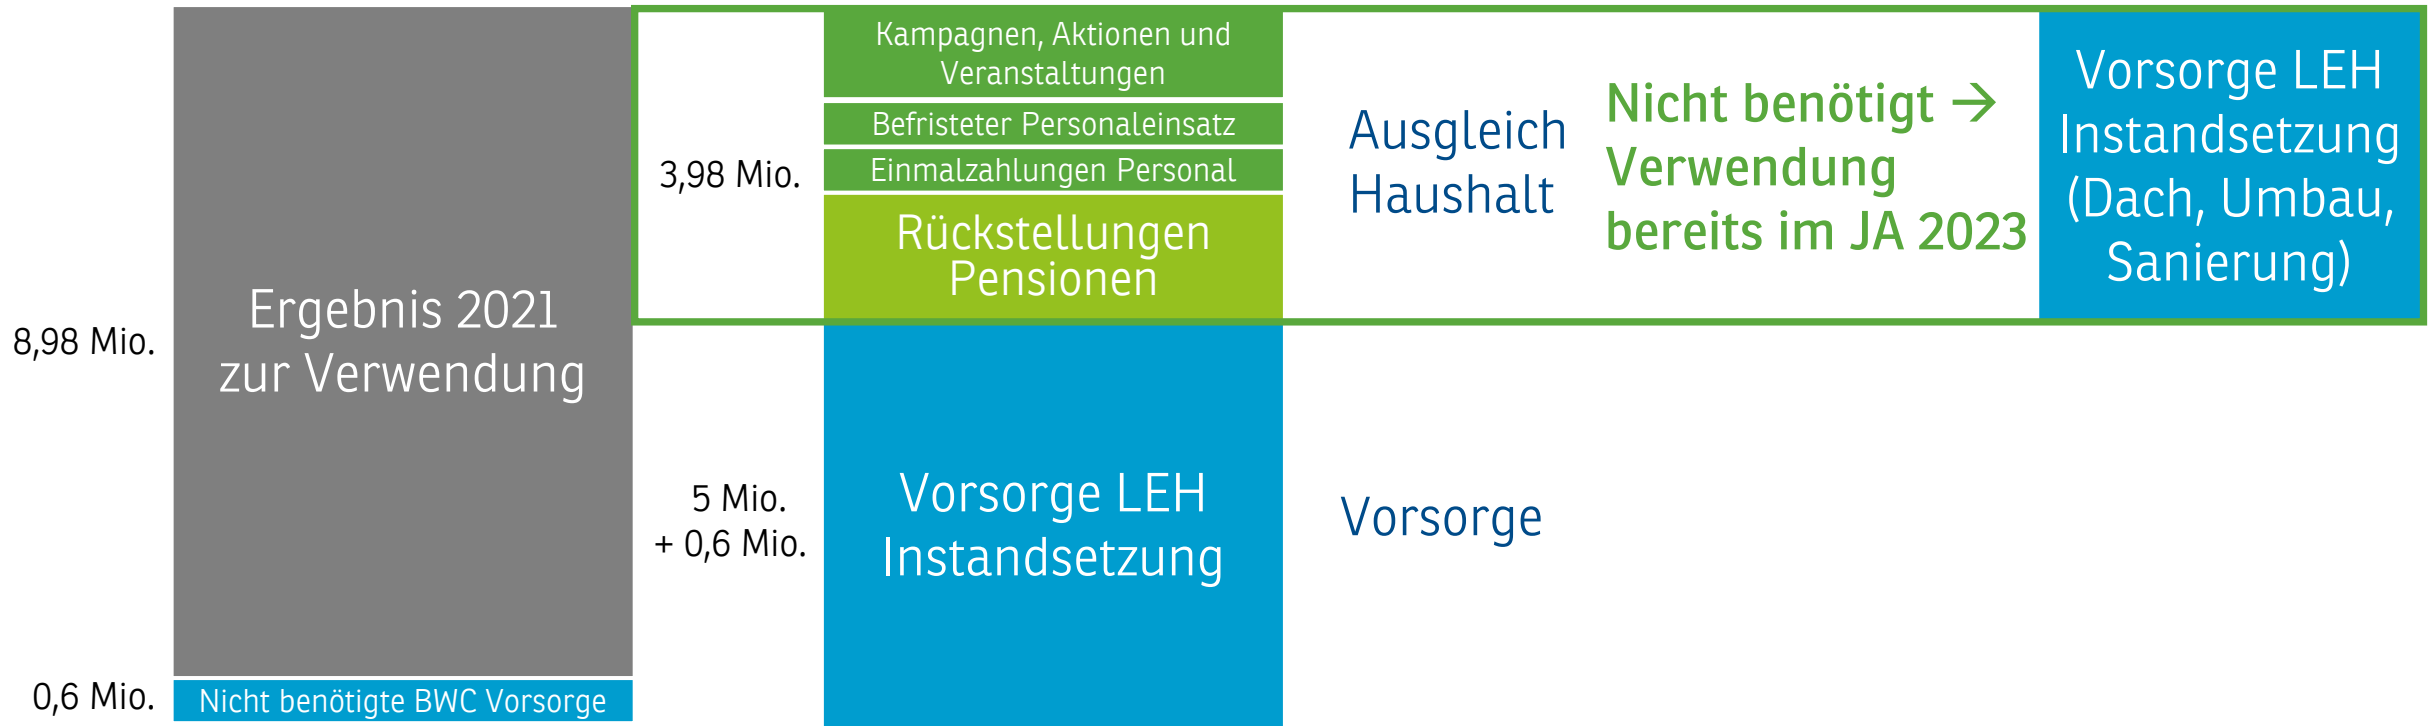 8,98 Mio.
0,6 Mio.
Ergebnis 2021
zur Verwendung
Nicht benötigte BWC Vorsorge
3,98 Mio.
5 Mio.
+ 0,6 Mio.
Kampagnen, Aktionen und
Veranstaltungen
Befristeter Personaleinsatz
Einmalzahlungen Personal
Rückstellungen
Pensionen
Vorsorge LEH
Instandsetzung
Ausgleich
Haushalt
Vorsorge
Nicht benötigt →
Verwendung
bereits im JA 2023
Vorsorge LEH
Instandsetzung
(Dach, Umbau,
Sanierung)